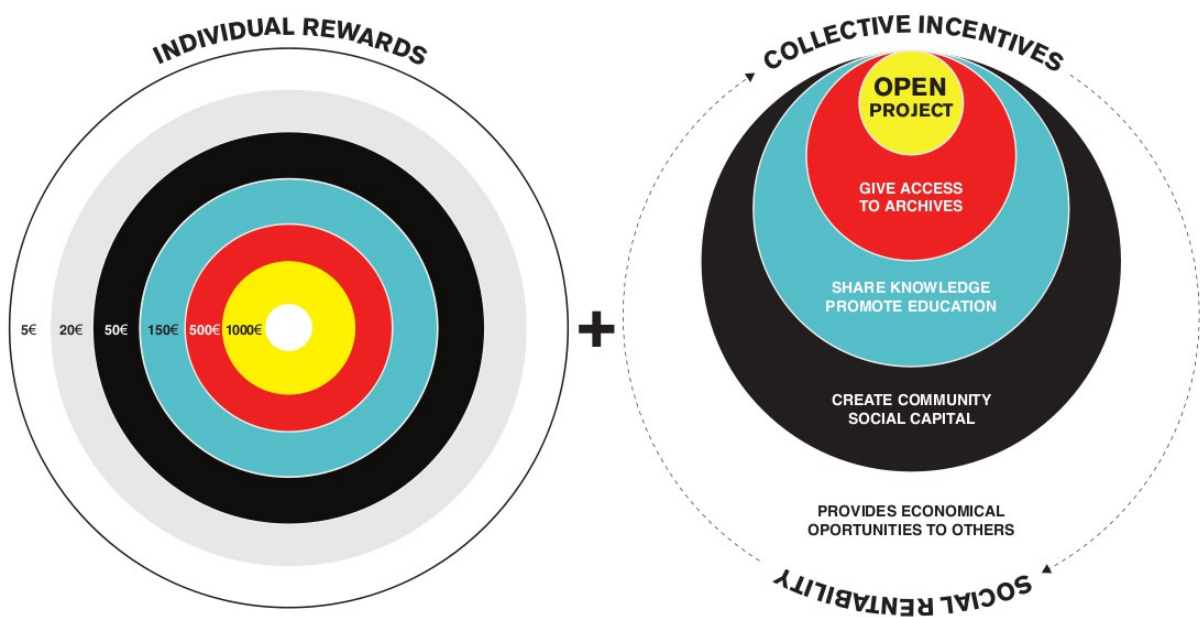 INDIVIDUAL REWARDS
5€ 20€ 50€ 150€ 500€ 1000€
+
COLLECTIVE INCENTIVES
OPEN
PROJECT
GIVE ACCESS
TO ARCHIVES
SHARE KNOWLEDGE
PROMOTE EDUCATION
CREATE COMMUNITY
SOCIAL CAPITAL
PROVIDES ECONOMICAL
OPORTUNITIES TO OTHERS
SOCIAL RENTABILITY